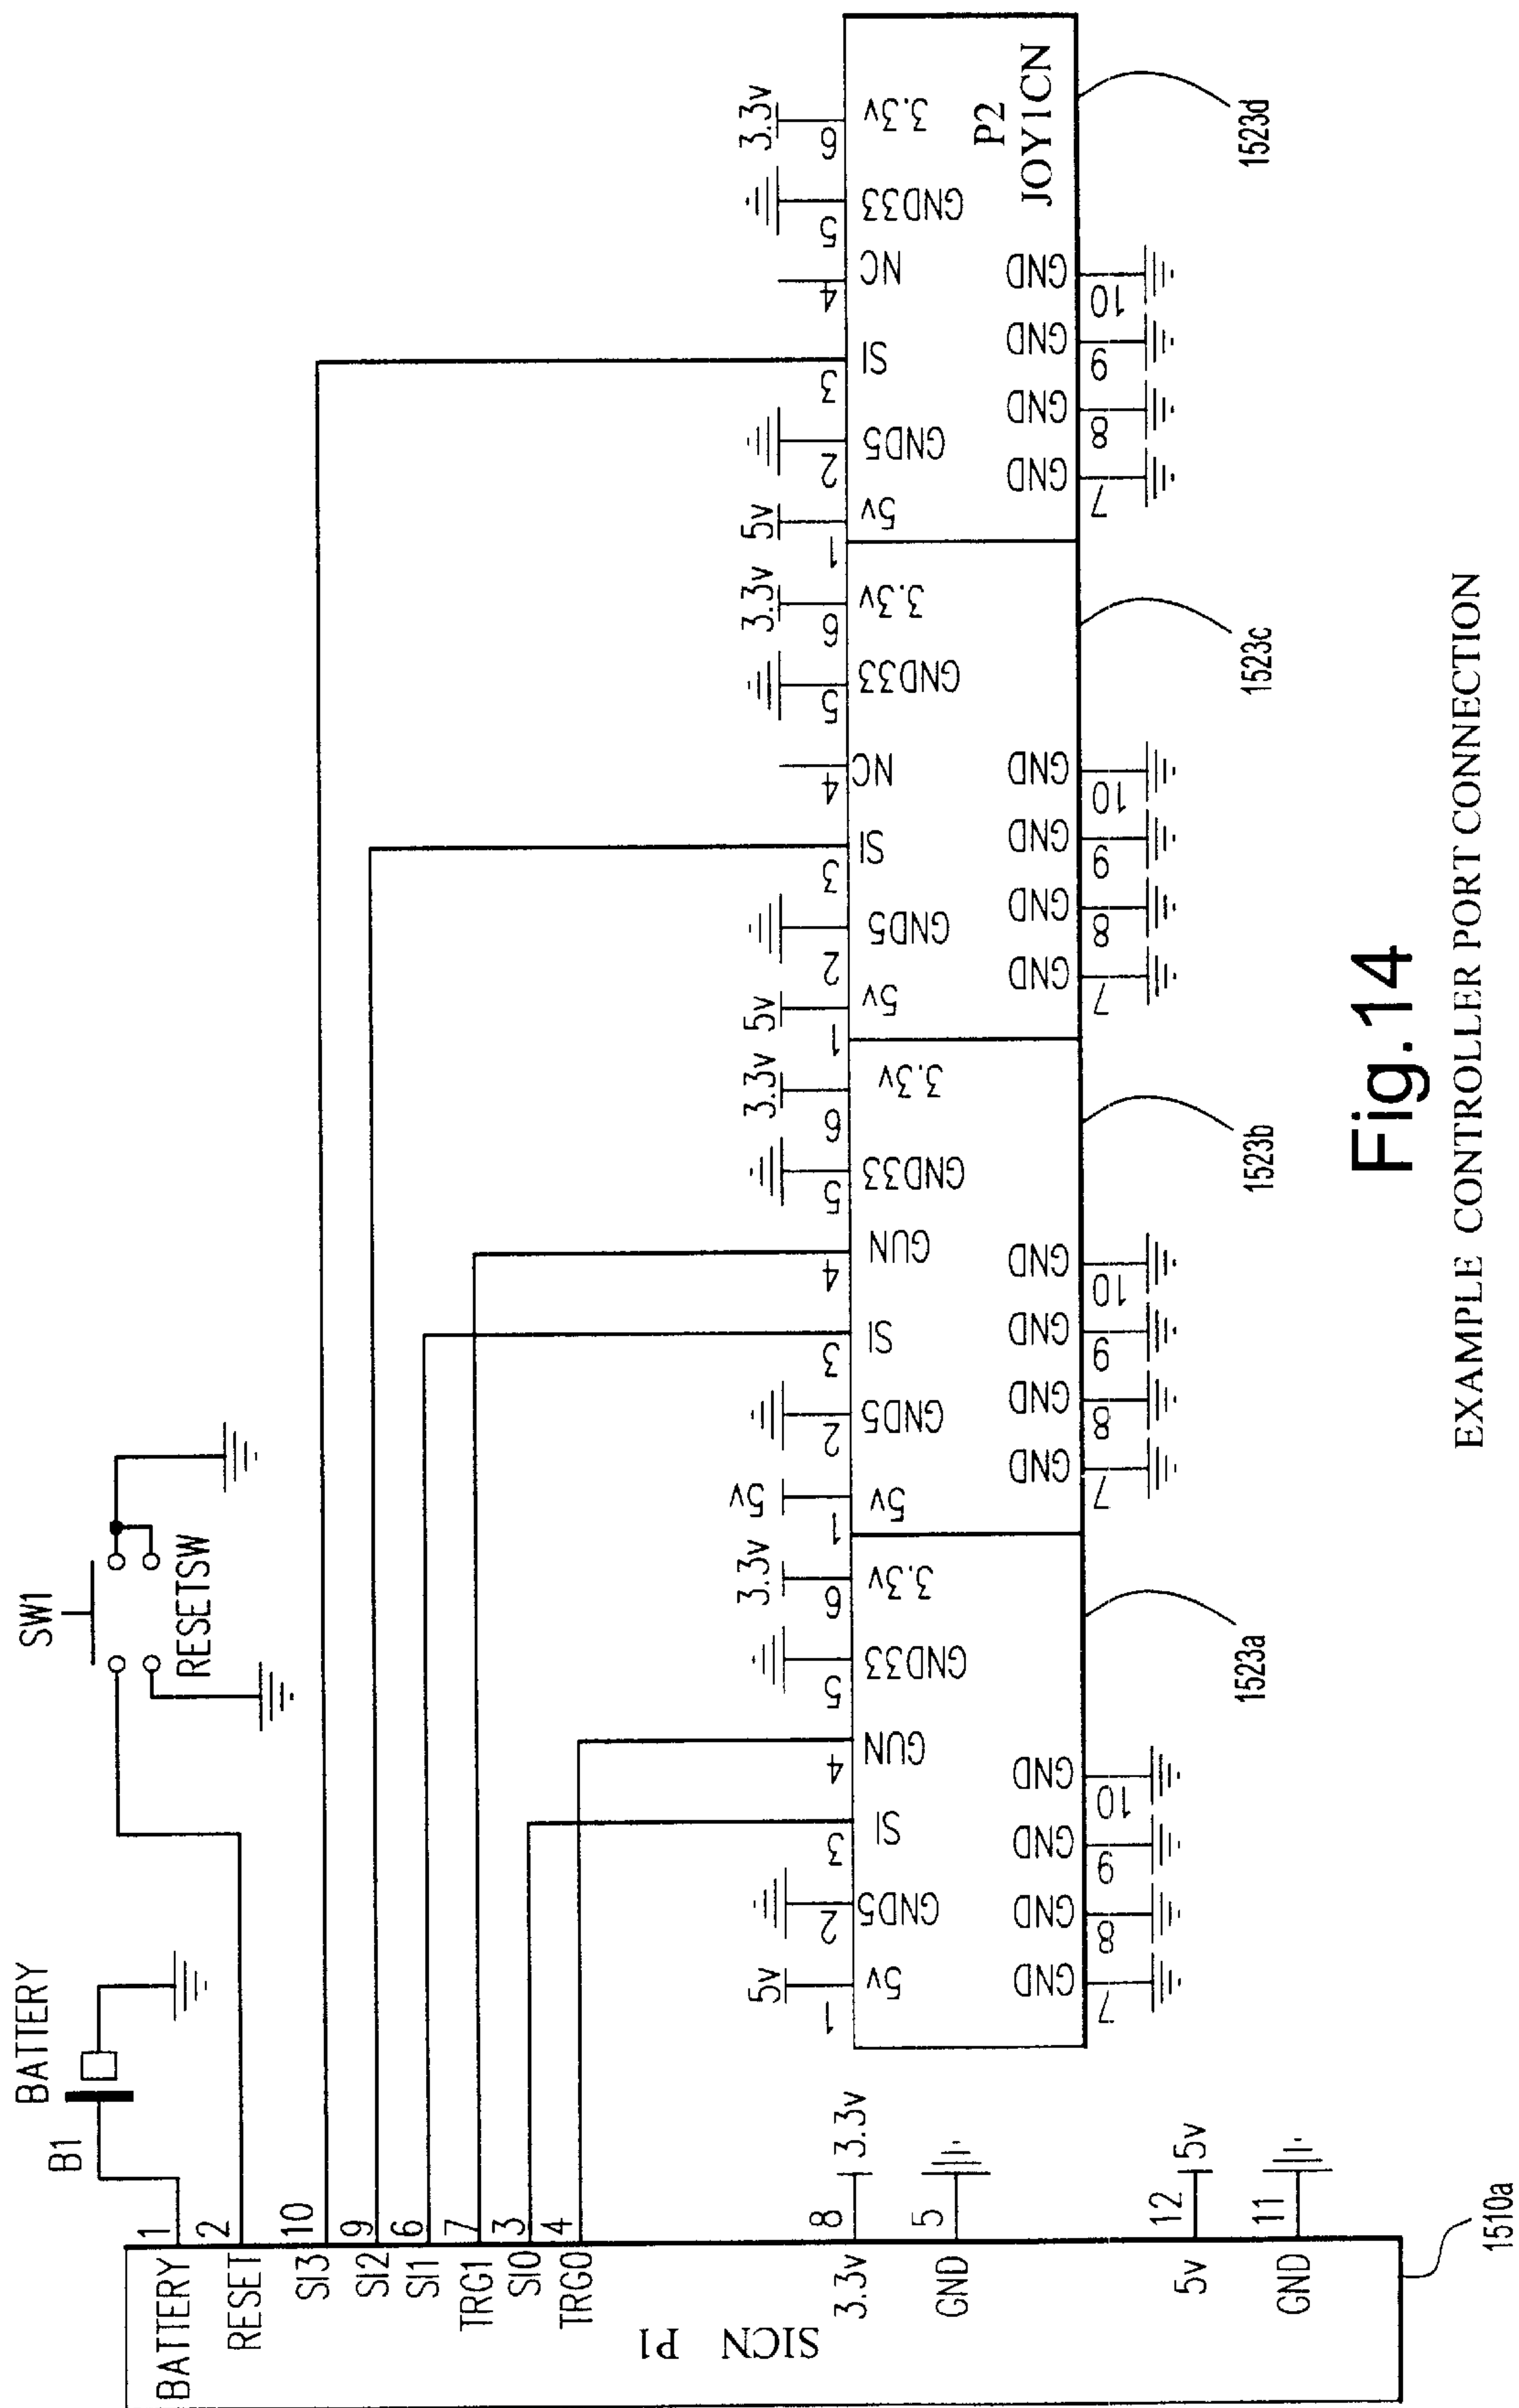 SICN P1
BATTERY 1
RESET 2
SI3 10
SI2 9
SI1 6
TRG1 7
SI0 3
TRG0 4
3.3v 8 3.3v
GND 5
5v 12 5v
GND 11
1510a
B1
BATTERY
SW1
RESETSW
5v 3.3v
1 2 3 4 5 6
5v GND5 SI GUN GND33 3.3v
GND GND GND GND
7 8 9 10
1523a
5v 3.3v
1 2 3 4 5 6
5v GND5 SI GUN GND33 3.3v
GND GND GND GND
7 8 9 10
1523b
5v 3.3v
1 2 3 4 5 6
5v GND5 SI NC GND33 3.3v
GND GND GND GND
7 8 9 10
1523c
5v 3.3v
1 2 3 4 5 6
5v GND5 SI NC GND33 3.3v
P2
JOY1CN
GND GND GND GND
7 8 9 10
1523d
Fig.14
EXAMPLE CONTROLLER PORT CONNECTION